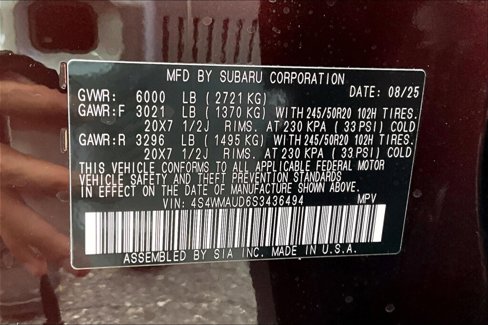 MFD BY SUBARU CORPORATION
GVWR: 6000 LB ( 2721 KG) DATE: 08/25
GAWR:F 3021 LB ( 1370 KG) WITH 245/50R20 102H TIRES.
20X7 1/2J RIMS. AT 230 KPA ( 33 PSI) COLD
GAWR:R 3296 LB ( 1495 KG) WITH 245/50R20 102H TIRES.
20X7 1/2J RIMS. AT 230 KPA ( 33 PSI) COLD
THIS VEHICLE CONFORMS TO ALL APPLICABLE FEDERAL MOTOR
VEHICLE SAFETY AND THEFT PREVENTION STANDARDS
IN EFFECT ON THE DATE OF MANUFACTURE SHOWN ABOVE.
VIN: 4S4WMAUD6S3436494 MPV
ASSEMBLED BY SIA INC. MADE IN U.S.A.